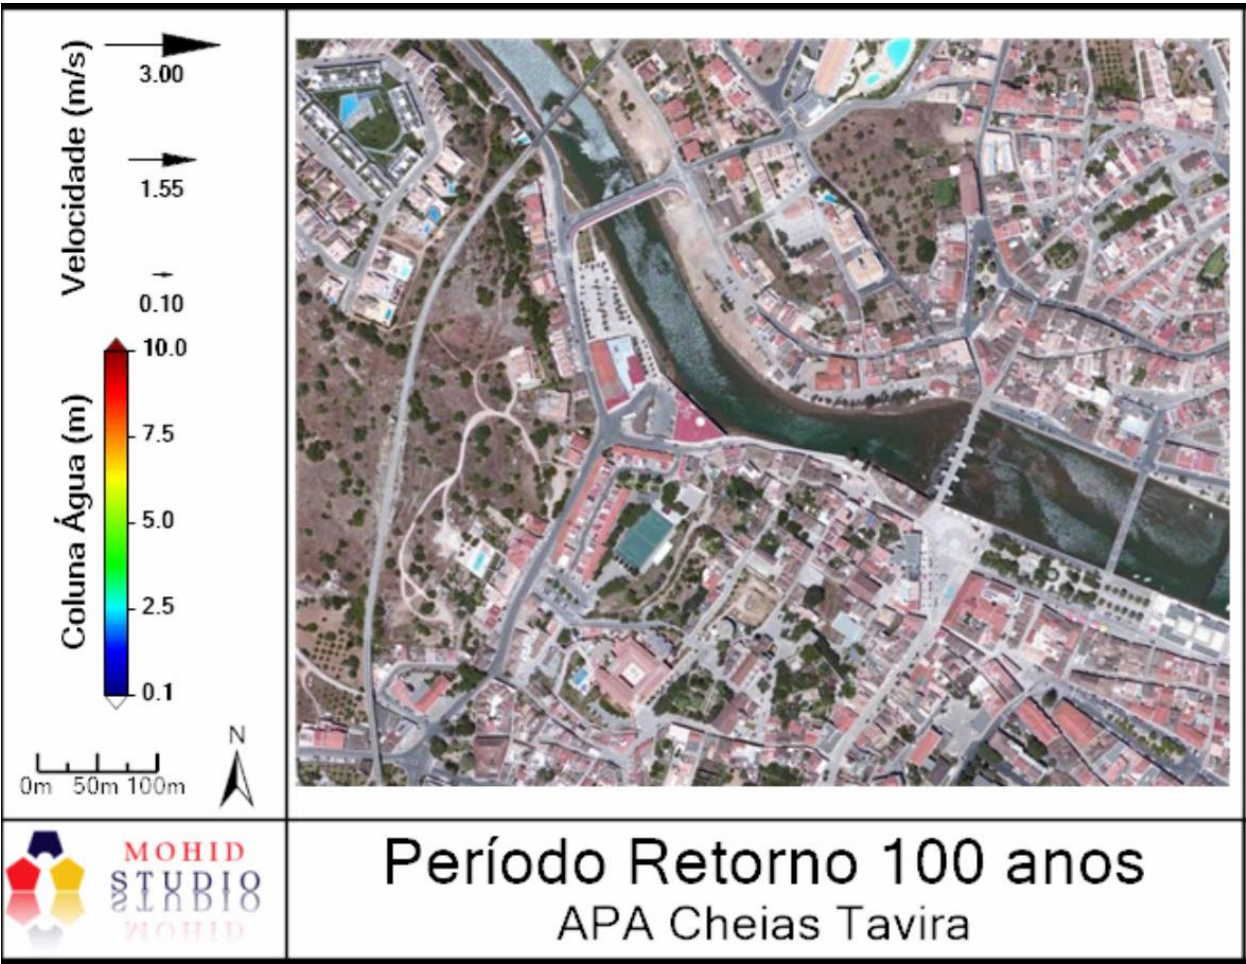 Velocidade (m/s)
3.00
1.55
0.10
Coluna Água (m)
10.0
7.5
5.0
2.5
0.1
N
0m 50m 100m
MOHID
STUDIO
Período Retorno 100 anos
APA Cheias Tavira